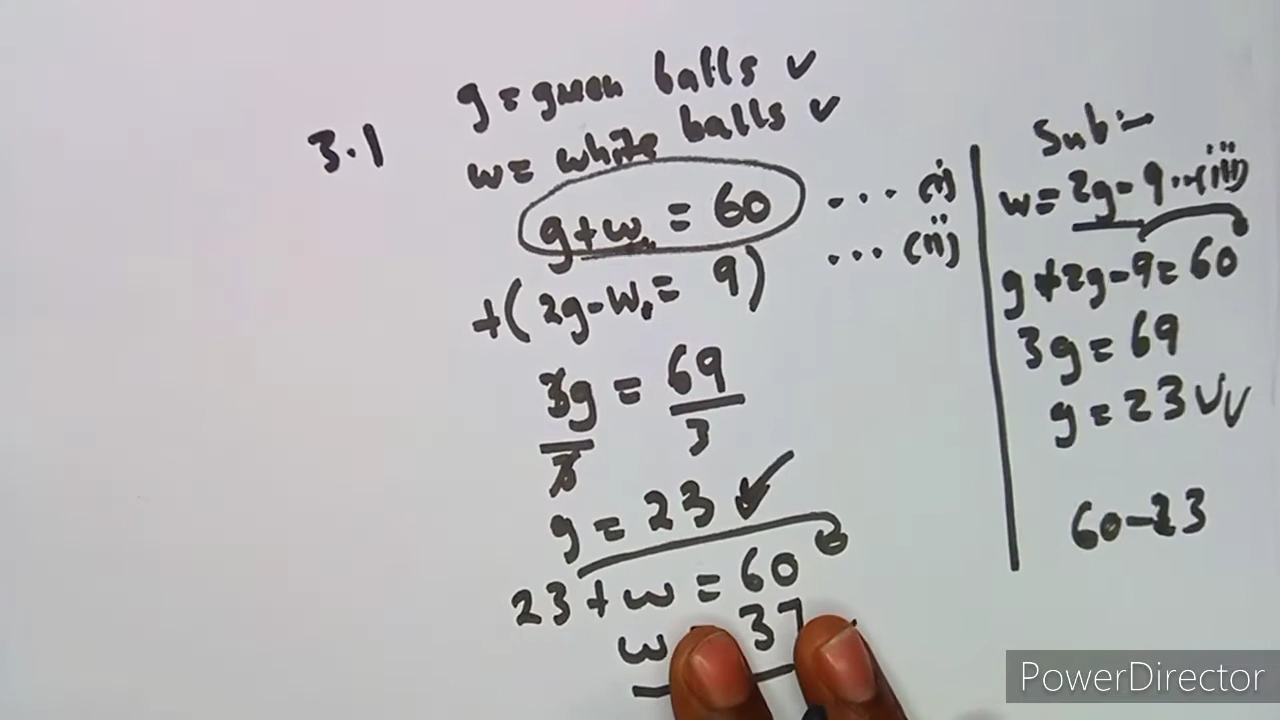 3.1
g = green balls ✓
w = white balls ✓
g + w = 60 ... (i)
+(2g - w = 9) ... (ii)
3g = 69
3 3
g = 23 ✓
23 + w = 60
w 37
Sub:-
w = 2g - 9 ...(iii)
g + 2g - 9 = 60
3g = 69
g = 23 ✓✓
60 - 23
PowerDirector